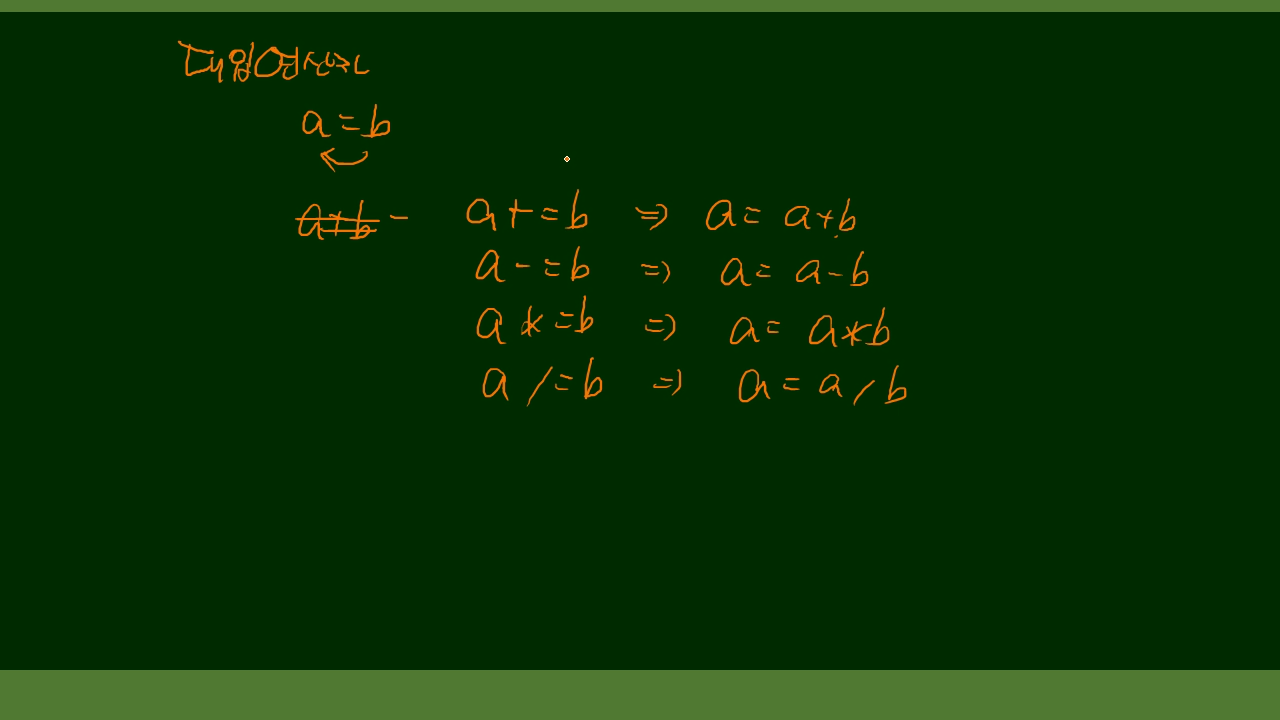 대입연산자
a = b
a += b => a = a + b
a -= b => a = a - b
a *= b => a = a * b
a /= b => a = a / b